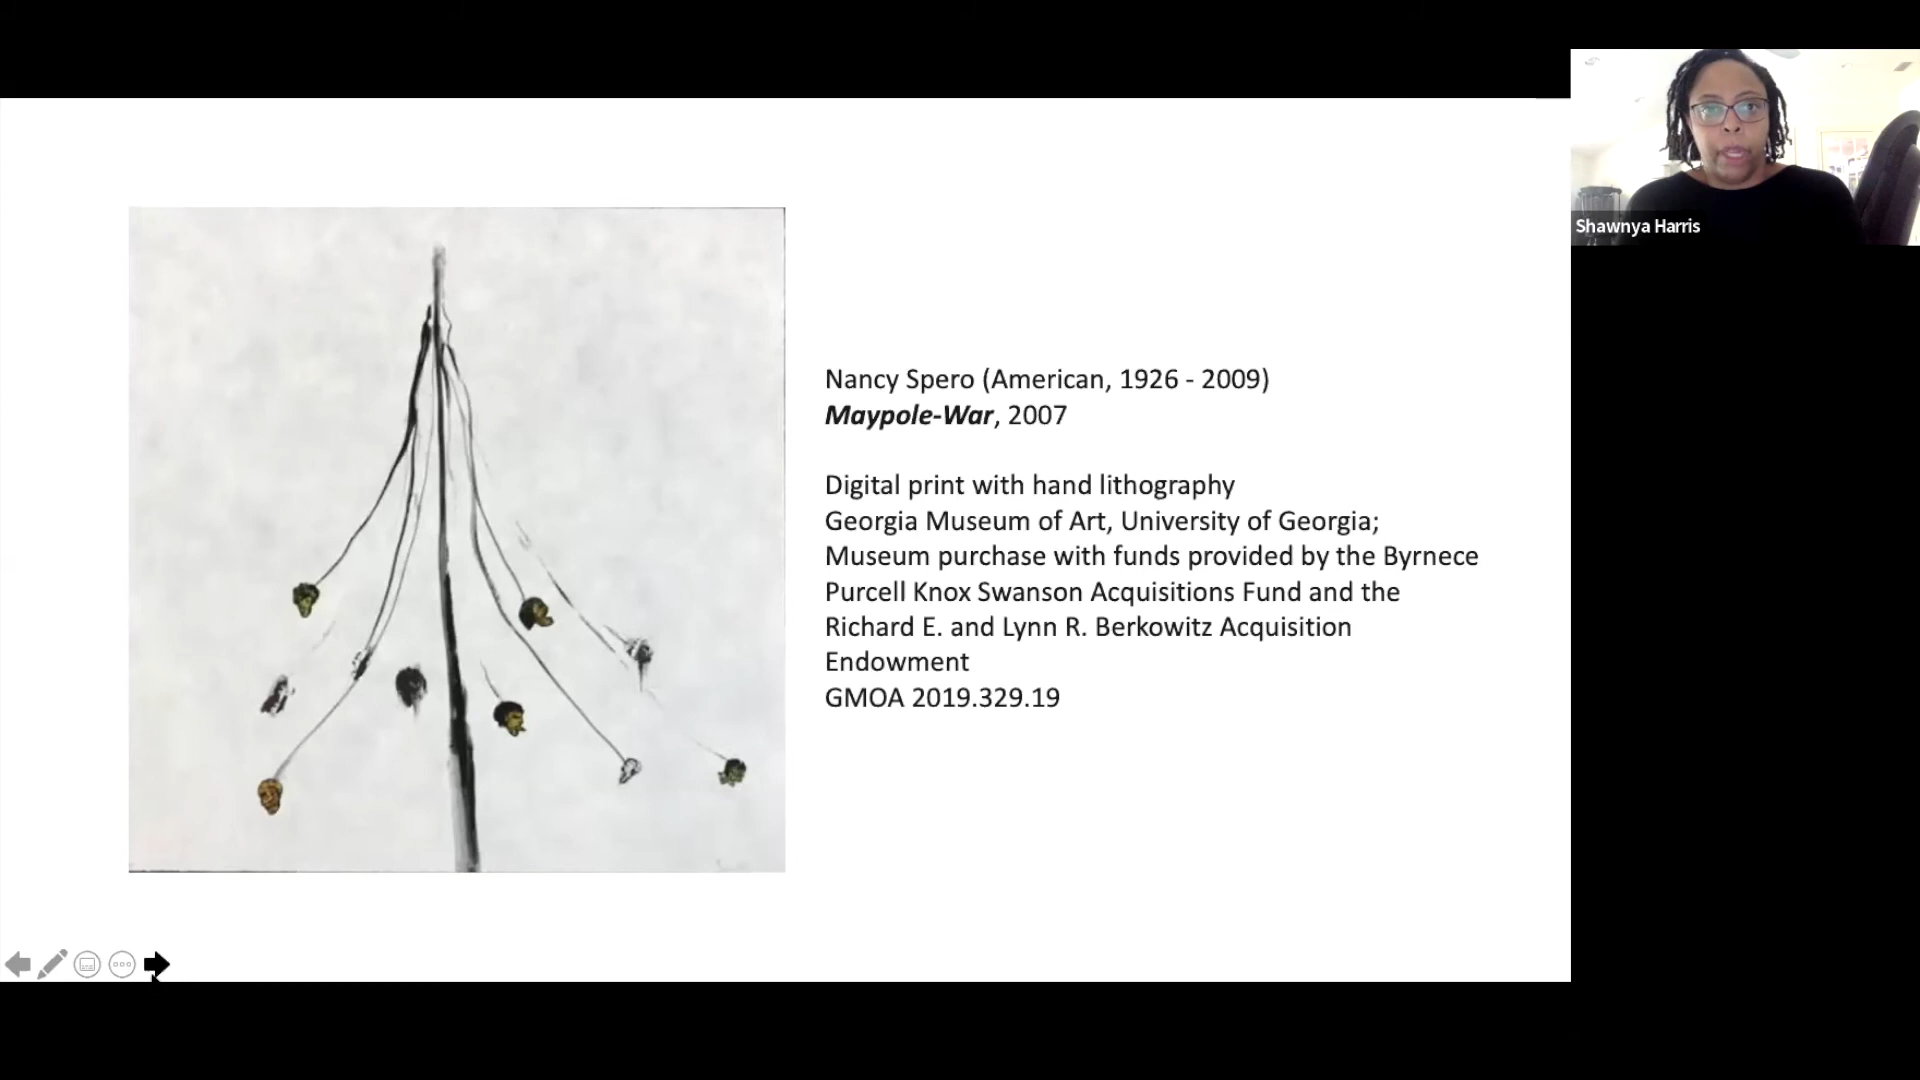 Shawnya Harris
Nancy Spero (American, 1926 - 2009)
Maypole-War, 2007
Digital print with hand lithography
Georgia Museum of Art, University of Georgia;
Museum purchase with funds provided by the Byrnece
Purcell Knox Swanson Acquisitions Fund and the
Richard E. and Lynn R. Berkowitz Acquisition
Endowment
GMOA 2019.329.19